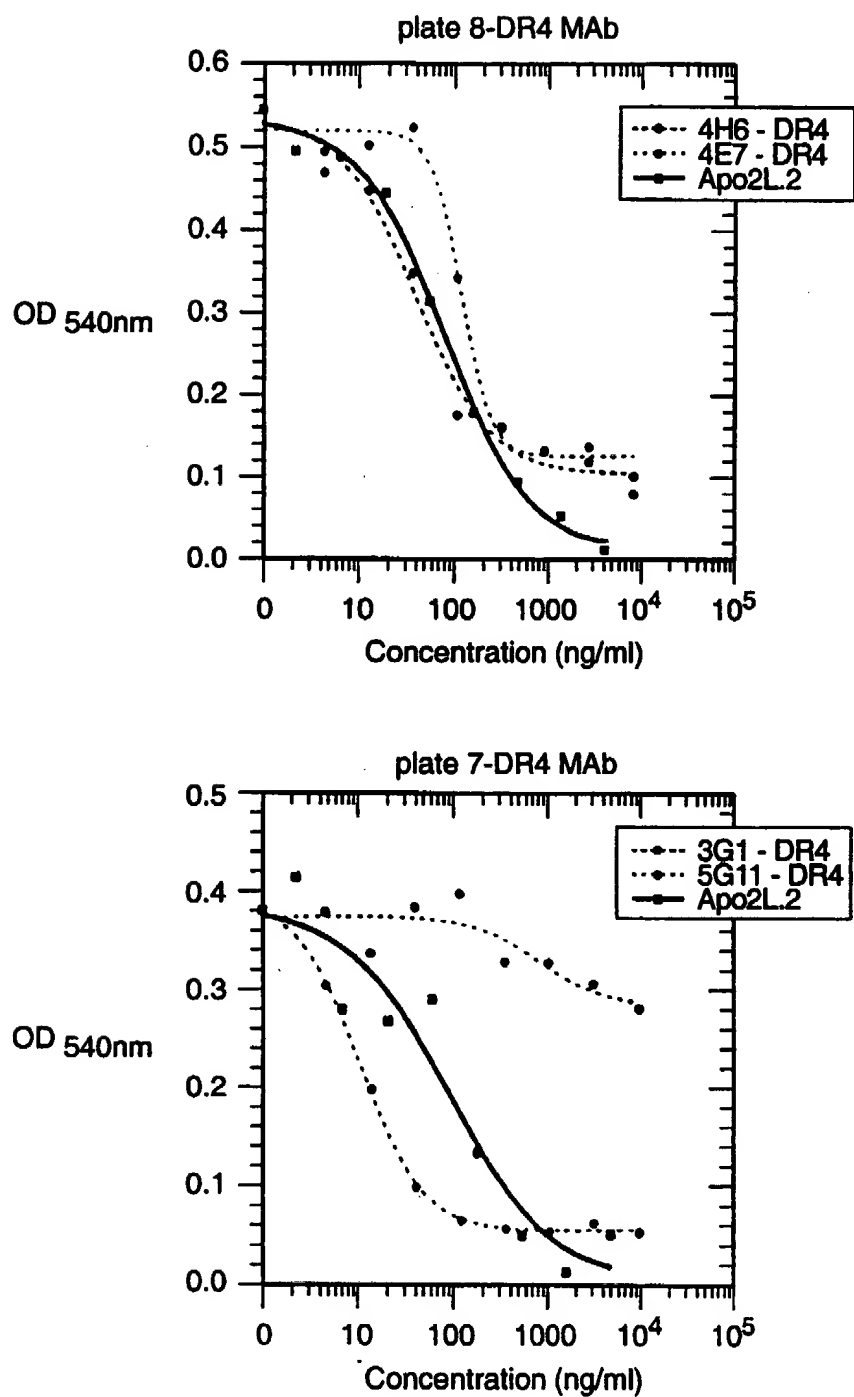 plate 8-DR4 MAb
0.6
0.5
0.4
0.3
0.2
0.1
0.0
OD 540nm
4H6 - DR4
4E7 - DR4
Apo2L.2
0 10 100 1000 10⁴ 10⁵
Concentration (ng/ml)
plate 7-DR4 MAb
0.5
0.4
0.3
0.2
0.1
0.0
OD 540nm
3G1 - DR4
5G11 - DR4
Apo2L.2
0 10 100 1000 10⁴ 10⁵
Concentration (ng/ml)